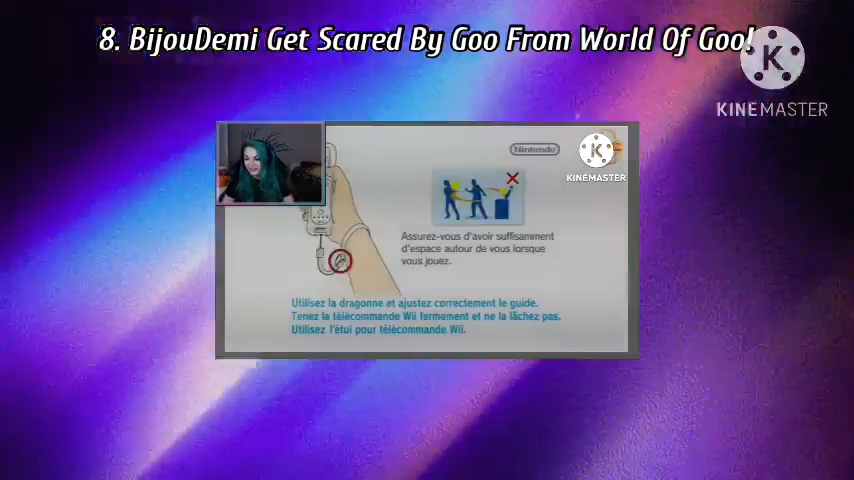 8. BijouDemi Get Scared By Goo From World Of Goo!
KINEMASTER
Nintendo
KINEMASTER
Assurez-vous d'avoir suffisamment
d'espace autour de vous lorsque
vous jouez.
Utilisez la dragonne et ajustez correctement le guide.
Tenez la télécommande Wii fermement et ne la lâchez pas.
Utilisez l'étui pour télécommande Wii.